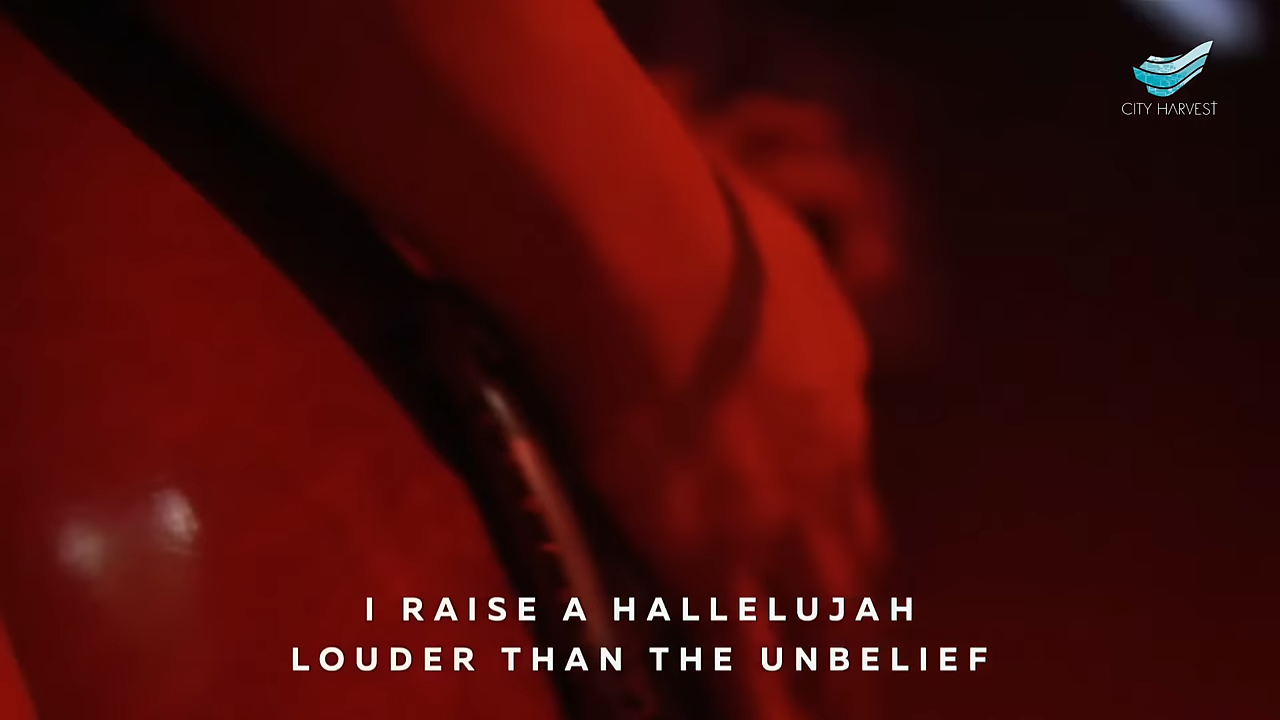 CITY HARVEST
I RAISE A HALLELUJAH
LOUDER THAN THE UNBELIEF